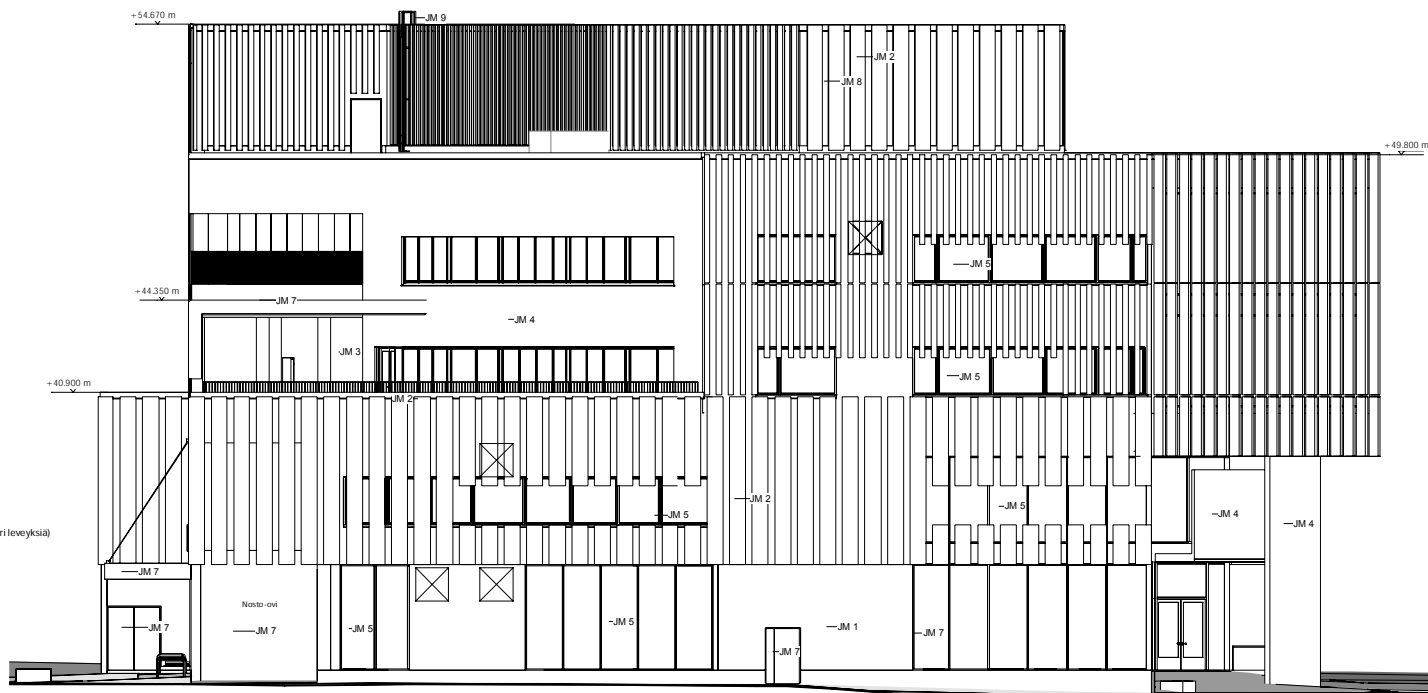 +54.670 m
JM 9
JM 2
JM 8
+49.800 m
JM 5
+44.350 m
JM 7
JM 4
JM 3
JM 5
+40.900 m
JM 2
JM 2
JM 5
JM 5
JM 4
JM 4
ri leveyksiä)
JM 7
Nosto-ovi
JM 7
JM 7
JM 5
JM 5
JM 1
JM 7
JM 7